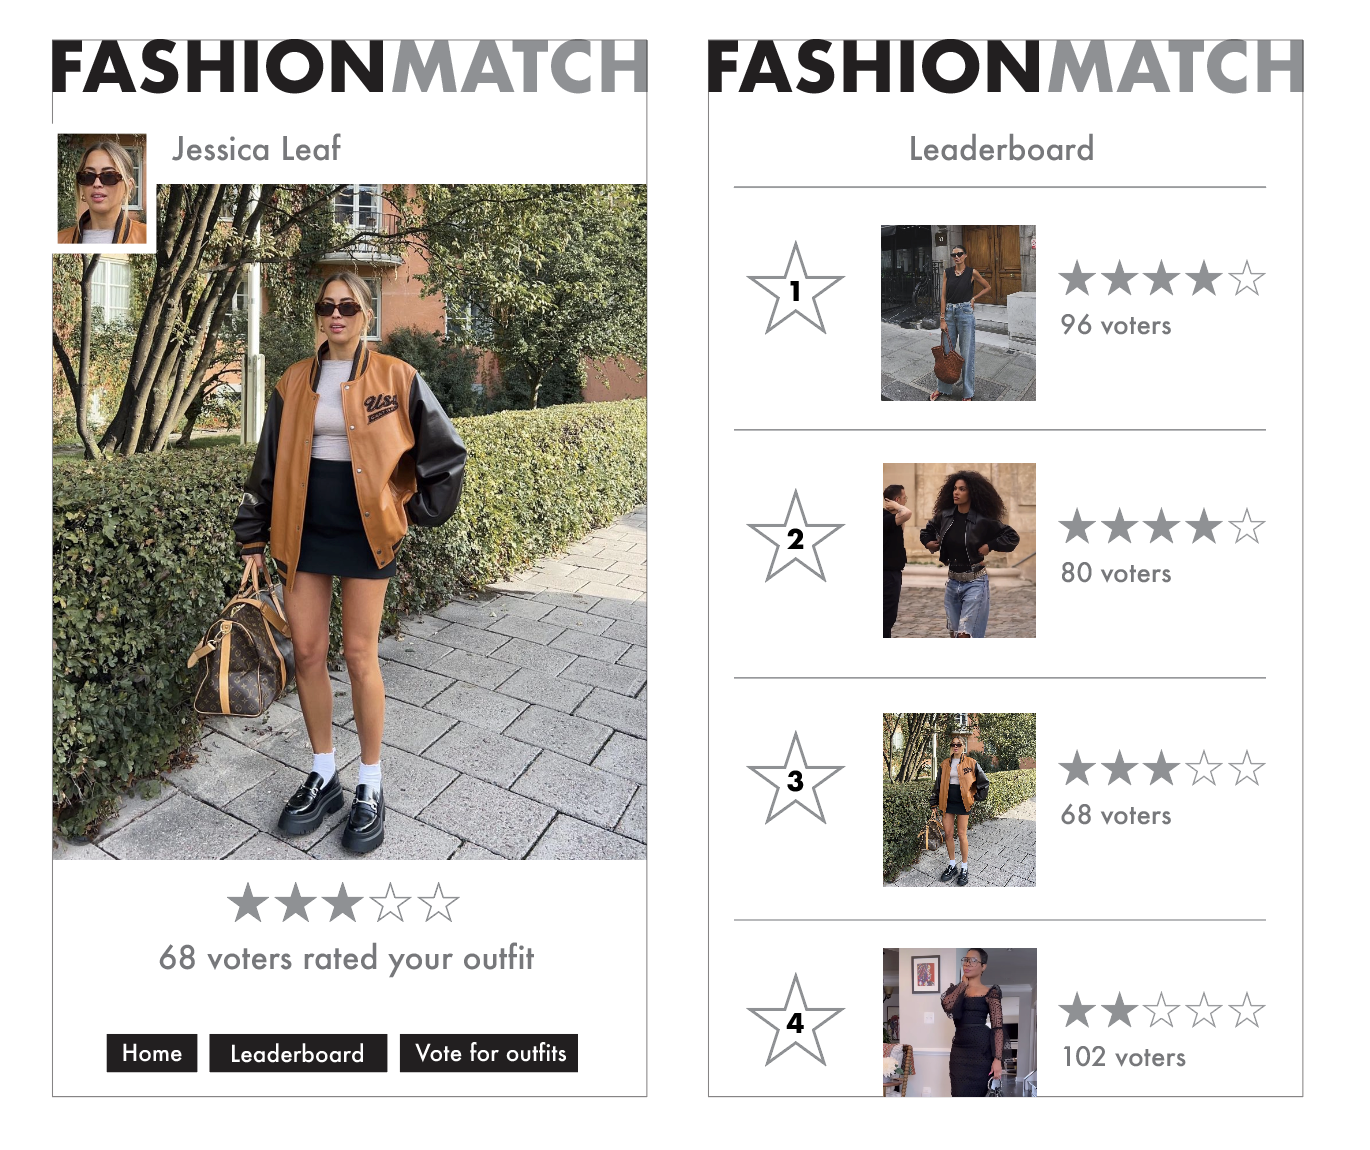 FASHIONMATCH
Jessica Leaf
68 voters rated your outfit
Home
Leaderboard
Vote for outfits
FASHIONMATCH
Leaderboard
1
96 voters
2
80 voters
3
68 voters
4
102 voters